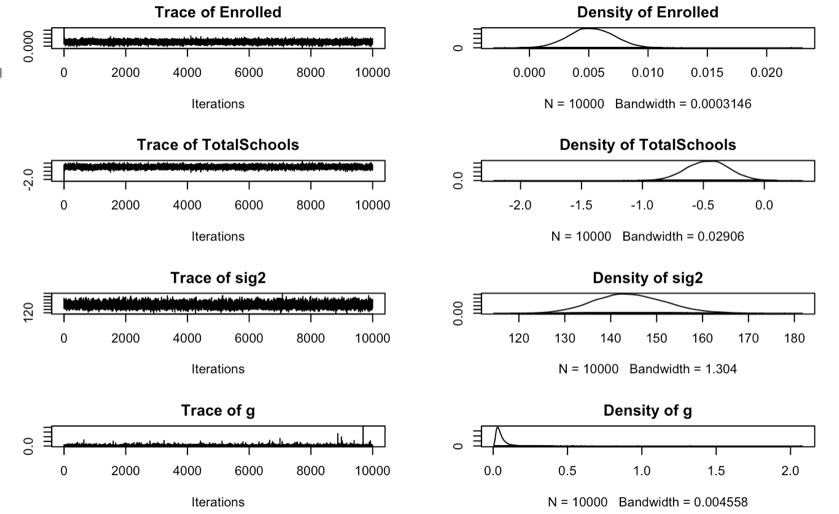 Trace of Enrolled
0.000
0 2000 4000 6000 8000 10000
Iterations
Density of Enrolled
0
0.000 0.005 0.010 0.015 0.020
N = 10000 Bandwidth = 0.0003146
Trace of TotalSchools
-2.0
0 2000 4000 6000 8000 10000
Iterations
Density of TotalSchools
0.0
-2.0 -1.5 -1.0 -0.5 0.0
N = 10000 Bandwidth = 0.02906
Trace of sig2
120
0 2000 4000 6000 8000 10000
Iterations
Density of sig2
0.00
120 130 140 150 160 170 180
N = 10000 Bandwidth = 1.304
Trace of g
0.0
0 2000 4000 6000 8000 10000
Iterations
Density of g
0
0.0 0.5 1.0 1.5 2.0
N = 10000 Bandwidth = 0.004558